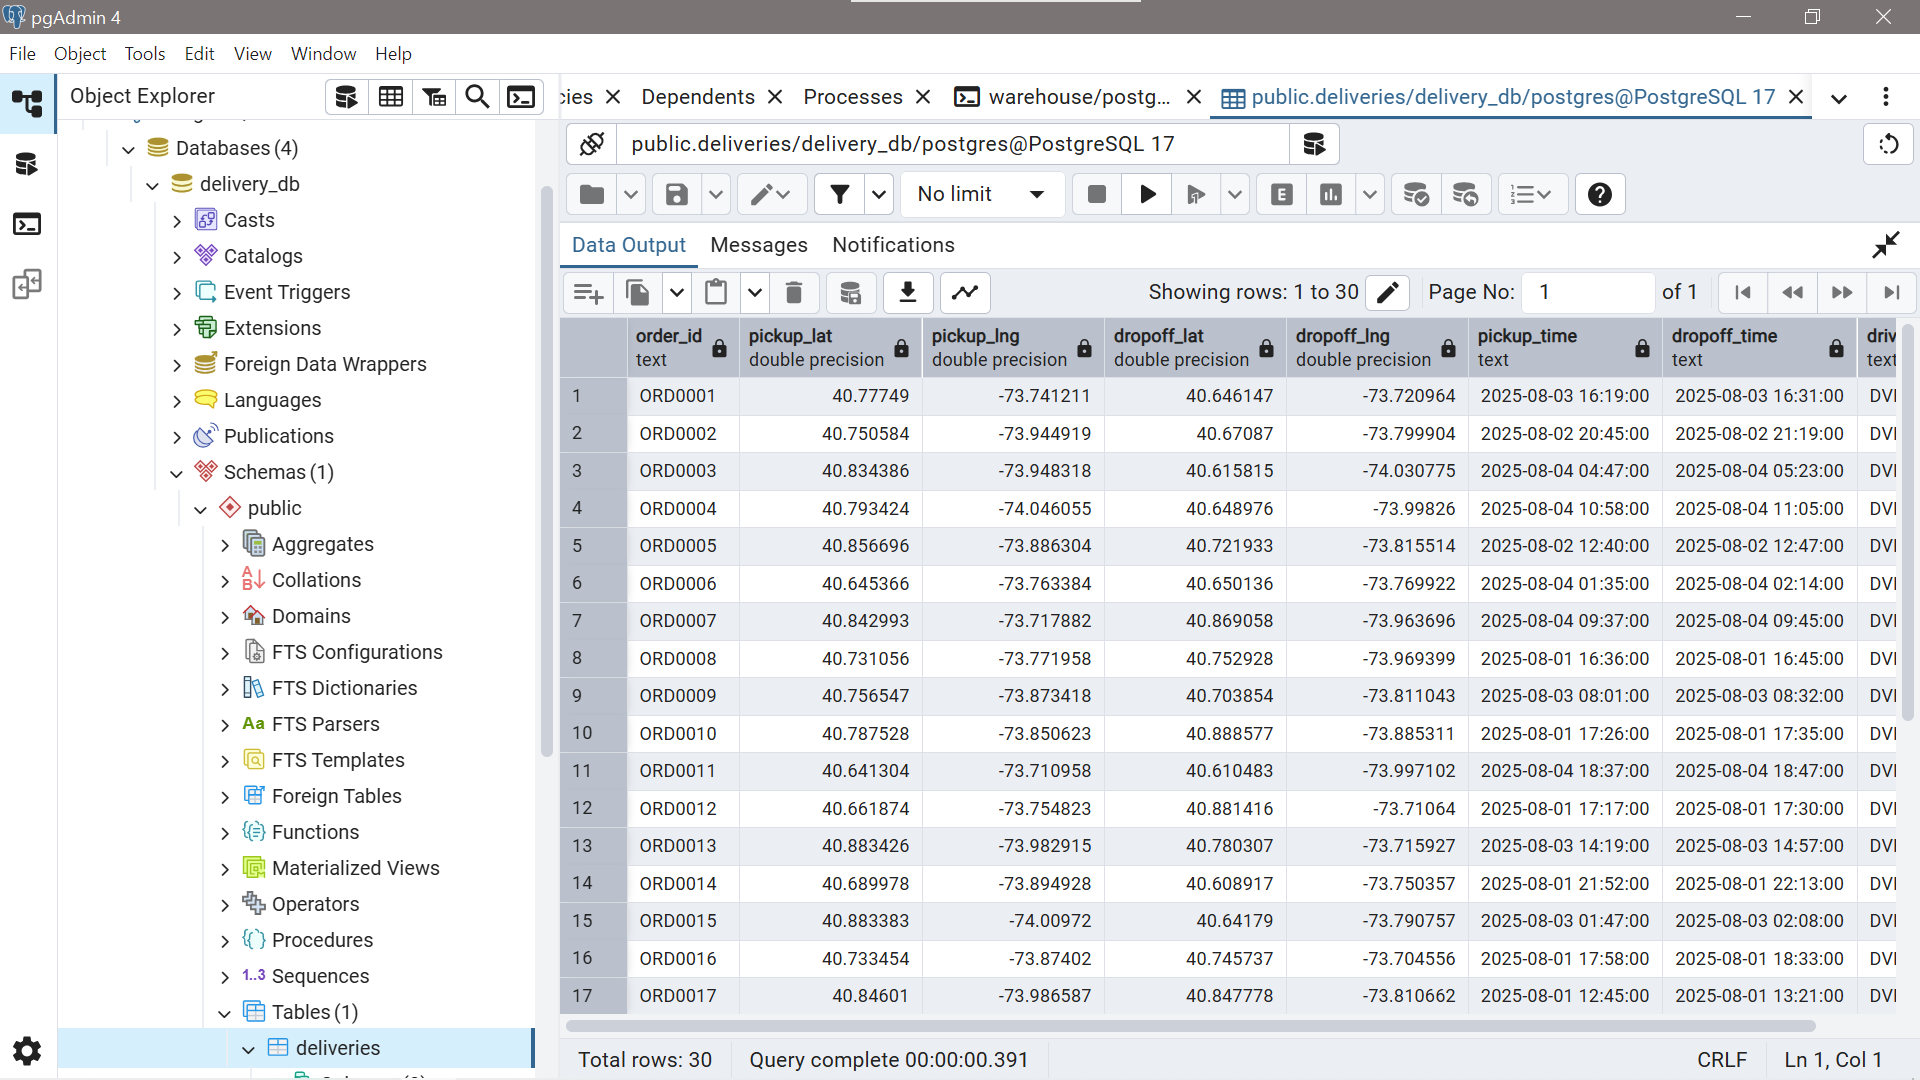 pgAdmin 4
File Object Tools Edit View Window Help
Object Explorer
Databases (4)
delivery_db
Casts
Catalogs
Event Triggers
Extensions
Foreign Data Wrappers
Languages
Publications
Schemas (1)
public
Aggregates
Collations
Domains
FTS Configurations
FTS Dictionaries
Aa FTS Parsers
FTS Templates
Foreign Tables
Functions
Materialized Views
Operators
Procedures
1..3 Sequences
Tables (1)
deliveries
cies Dependents Processes warehouse/postg... public.deliveries/delivery_db/postgres@PostgreSQL 17
public.deliveries/delivery_db/postgres@PostgreSQL 17
No limit E
Data Output Messages Notifications
Showing rows: 1 to 30 Page No: 1 of 1
order_id pickup_lat pickup_lng dropoff_lat dropoff_lng pickup_time dropoff_time driv
text double precision double precision double precision double precision text text text
1 ORD0001 40.77749 -73.741211 40.646147 -73.720964 2025-08-03 16:19:00 2025-08-03 16:31:00 DVI
2 ORD0002 40.750584 -73.944919 40.67087 -73.799904 2025-08-02 20:45:00 2025-08-02 21:19:00 DVI
3 ORD0003 40.834386 -73.948318 40.615815 -74.030775 2025-08-04 04:47:00 2025-08-04 05:23:00 DVI
4 ORD0004 40.793424 -74.046055 40.648976 -73.99826 2025-08-04 10:58:00 2025-08-04 11:05:00 DVI
5 ORD0005 40.856696 -73.886304 40.721933 -73.815514 2025-08-02 12:40:00 2025-08-02 12:47:00 DVI
6 ORD0006 40.645366 -73.763384 40.650136 -73.769922 2025-08-04 01:35:00 2025-08-04 02:14:00 DVI
7 ORD0007 40.842993 -73.717882 40.869058 -73.963696 2025-08-04 09:37:00 2025-08-04 09:45:00 DVI
8 ORD0008 40.731056 -73.771958 40.752928 -73.969399 2025-08-01 16:36:00 2025-08-01 16:45:00 DVI
9 ORD0009 40.756547 -73.873418 40.703854 -73.811043 2025-08-03 08:01:00 2025-08-03 08:32:00 DVI
10 ORD0010 40.787528 -73.850623 40.888577 -73.885311 2025-08-01 17:26:00 2025-08-01 17:35:00 DVI
11 ORD0011 40.641304 -73.710958 40.610483 -73.997102 2025-08-04 18:37:00 2025-08-04 18:47:00 DVI
12 ORD0012 40.661874 -73.754823 40.881416 -73.71064 2025-08-01 17:17:00 2025-08-01 17:30:00 DVI
13 ORD0013 40.883426 -73.982915 40.780307 -73.715927 2025-08-03 14:19:00 2025-08-03 14:57:00 DVI
14 ORD0014 40.689978 -73.894928 40.608917 -73.750357 2025-08-01 21:52:00 2025-08-01 22:13:00 DVI
15 ORD0015 40.883383 -74.00972 40.64179 -73.790757 2025-08-03 01:47:00 2025-08-03 02:08:00 DVI
16 ORD0016 40.733454 -73.87402 40.745737 -73.704556 2025-08-01 17:58:00 2025-08-01 18:33:00 DVI
17 ORD0017 40.84601 -73.986587 40.847778 -73.810662 2025-08-01 12:45:00 2025-08-01 13:21:00 DVI
Total rows: 30 Query complete 00:00:00.391 CRLF Ln 1, Col 1